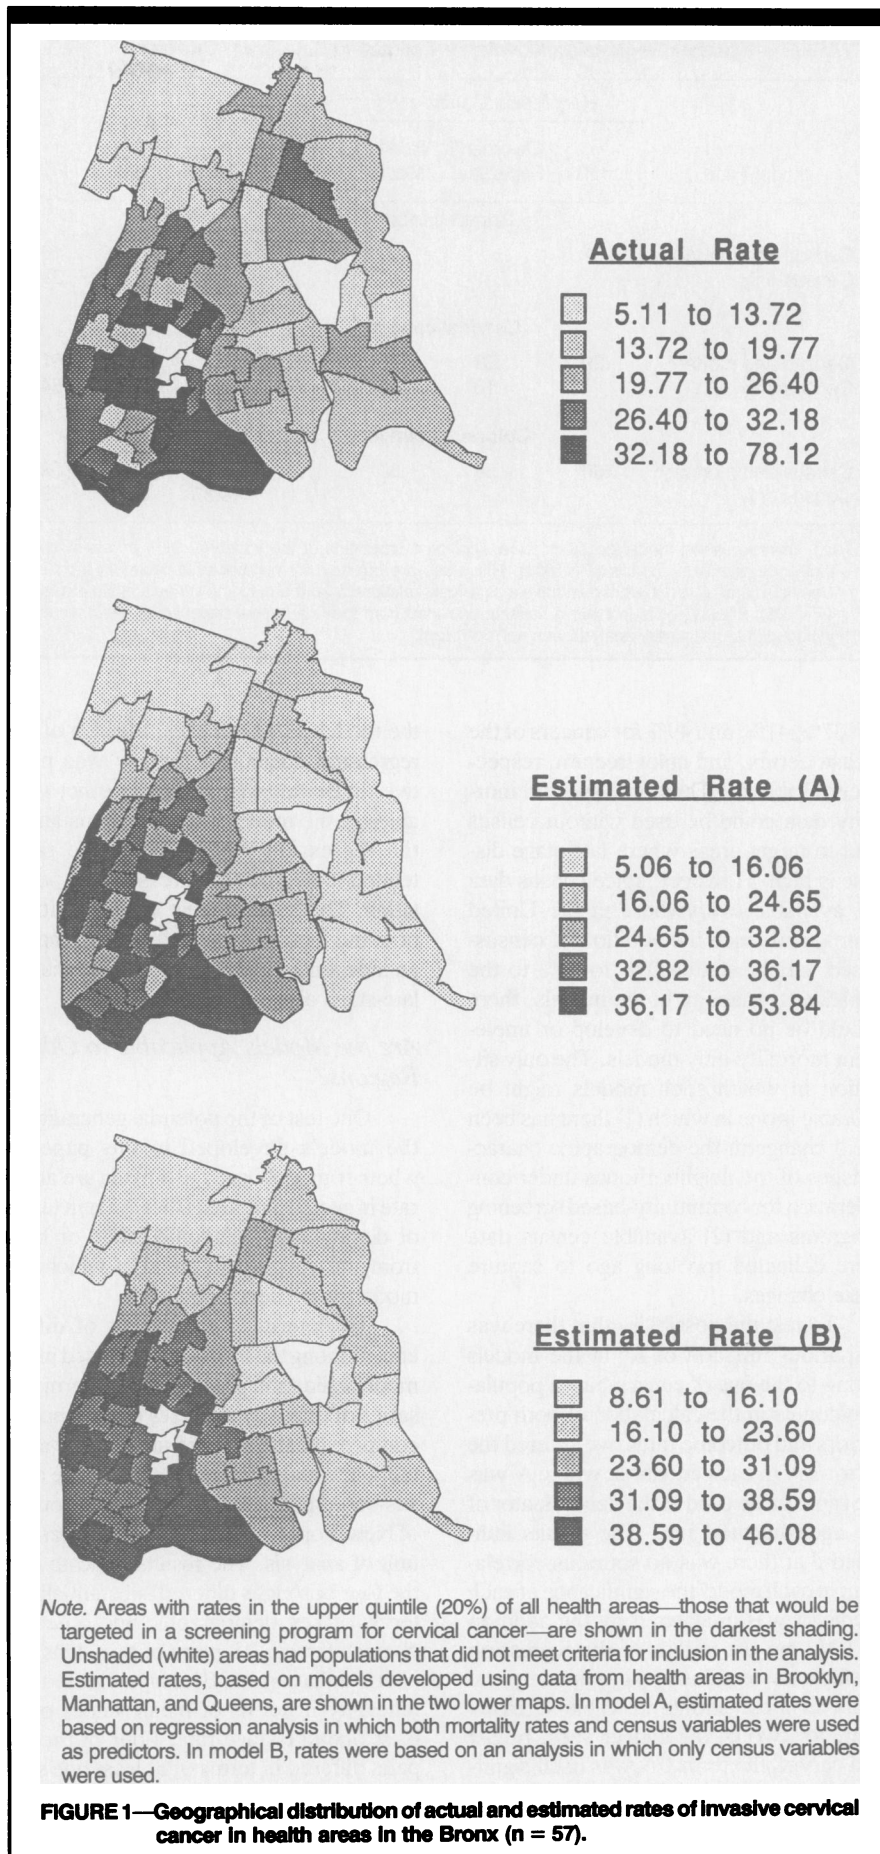 Actual Rate
5.11 to 13.72
13.72 to 19.77
19.77 to 26.40
26.40 to 32.18
32.18 to 78.12
Estimated Rate (A)
5.06 to 16.06
16.06 to 24.65
24.65 to 32.82
32.82 to 36.17
36.17 to 53.84
Estimated Rate (B)
8.61 to 16.10
16.10 to 23.60
23.60 to 31.09
31.09 to 38.59
38.59 to 46.08
Note. Areas with rates in the upper quintile (20%) of all health areas—those that would be
targeted in a screening program for cervical cancer—are shown in the darkest shading.
Unshaded (white) areas had populations that did not meet criteria for inclusion in the analysis.
Estimated rates, based on models developed using data from health areas in Brooklyn,
Manhattan, and Queens, are shown in the two lower maps. In model A, estimated rates were
based on regression analysis in which both mortality rates and census variables were used
as predictors. In model B, rates were based on an analysis in which only census variables
were used.
FIGURE 1—Geographical distribution of actual and estimated rates of invasive cervical
cancer in health areas in the Bronx (n = 57).